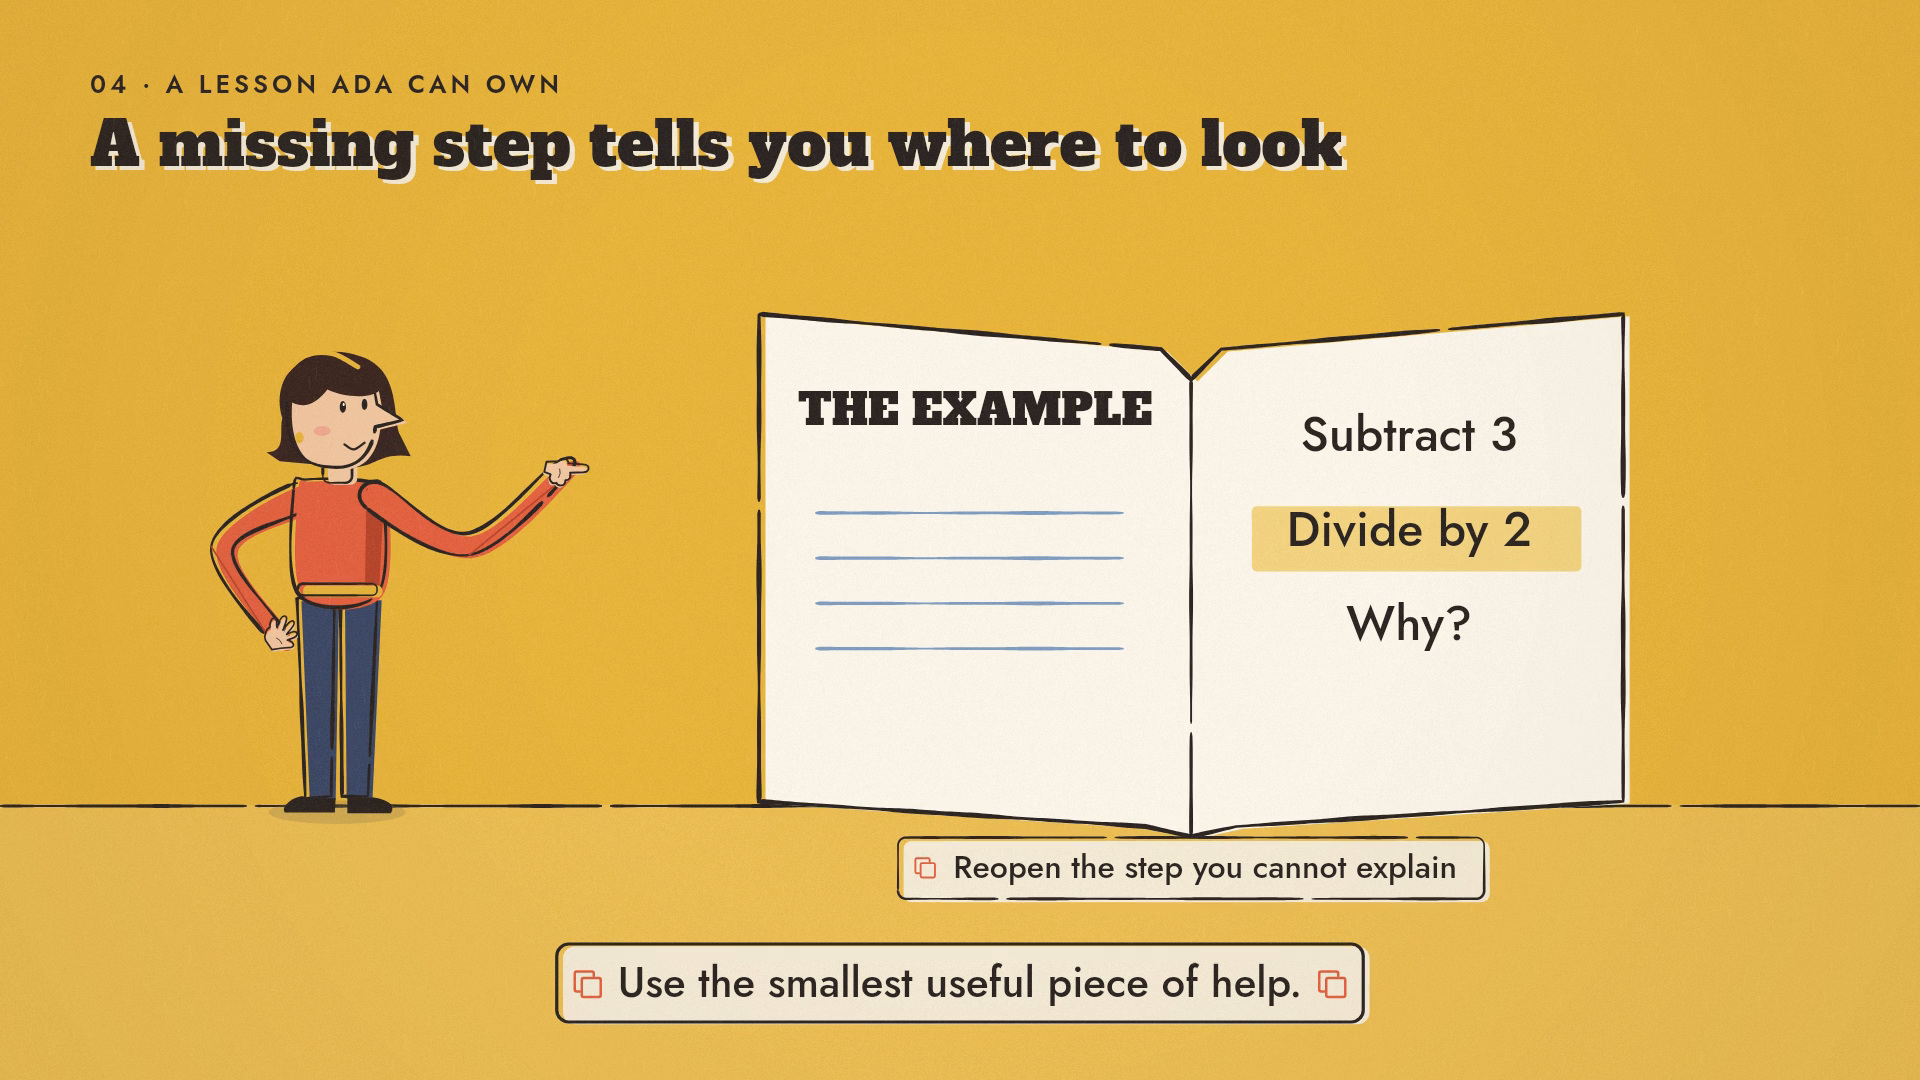 04 · A LESSON ADA CAN OWN
A missing step tells you where to look
THE EXAMPLE
Subtract 3
Divide by 2
Why?
Reopen the step you cannot explain
Use the smallest useful piece of help.